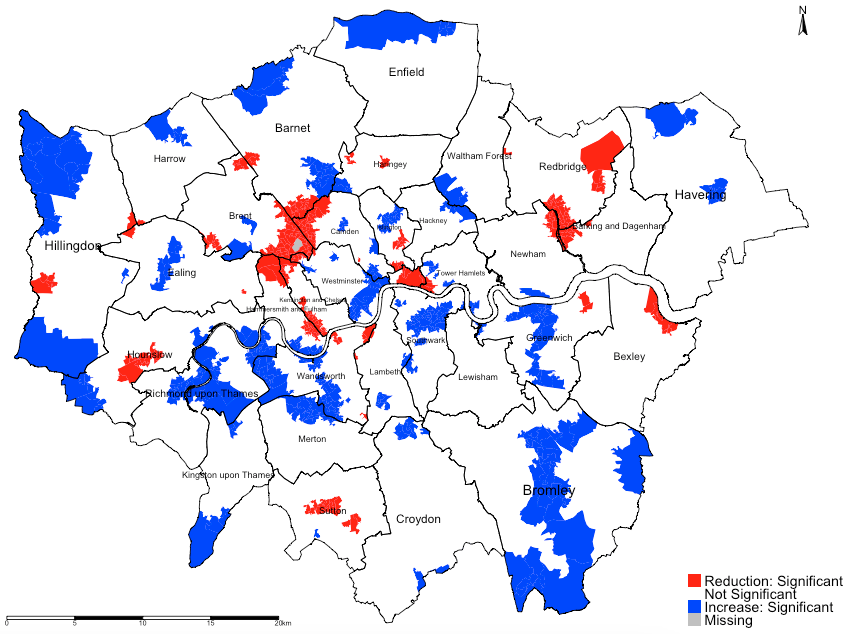 N
Enfield
Barnet
Harrow
Haringey
Waltham Forest
Redbridge
Havering
Brent
Camden
Islington
Hackney
Barking and Dagenham
Hillingdon
Ealing
Newham
Tower Hamlets
Westminster
Kensington and Chelsea
Hammersmith and Fulham
Hounslow
Southwark
Greenwich
Bexley
Richmond upon Thames
Wandsworth
Lambeth
Lewisham
Merton
Kingston upon Thames
Bromley
Sutton
Croydon
Reduction: Significant
Not Significant
Increase: Significant
Missing
0 5 10 15 20km